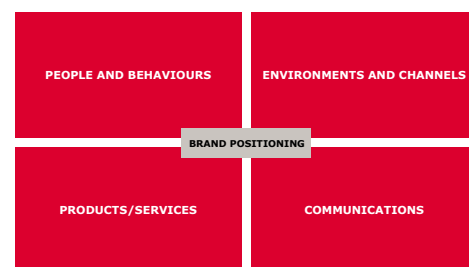 PEOPLE AND BEHAVIOURS
ENVIRONMENTS AND CHANNELS
BRAND POSITIONING
PRODUCTS/SERVICES
COMMUNICATIONS